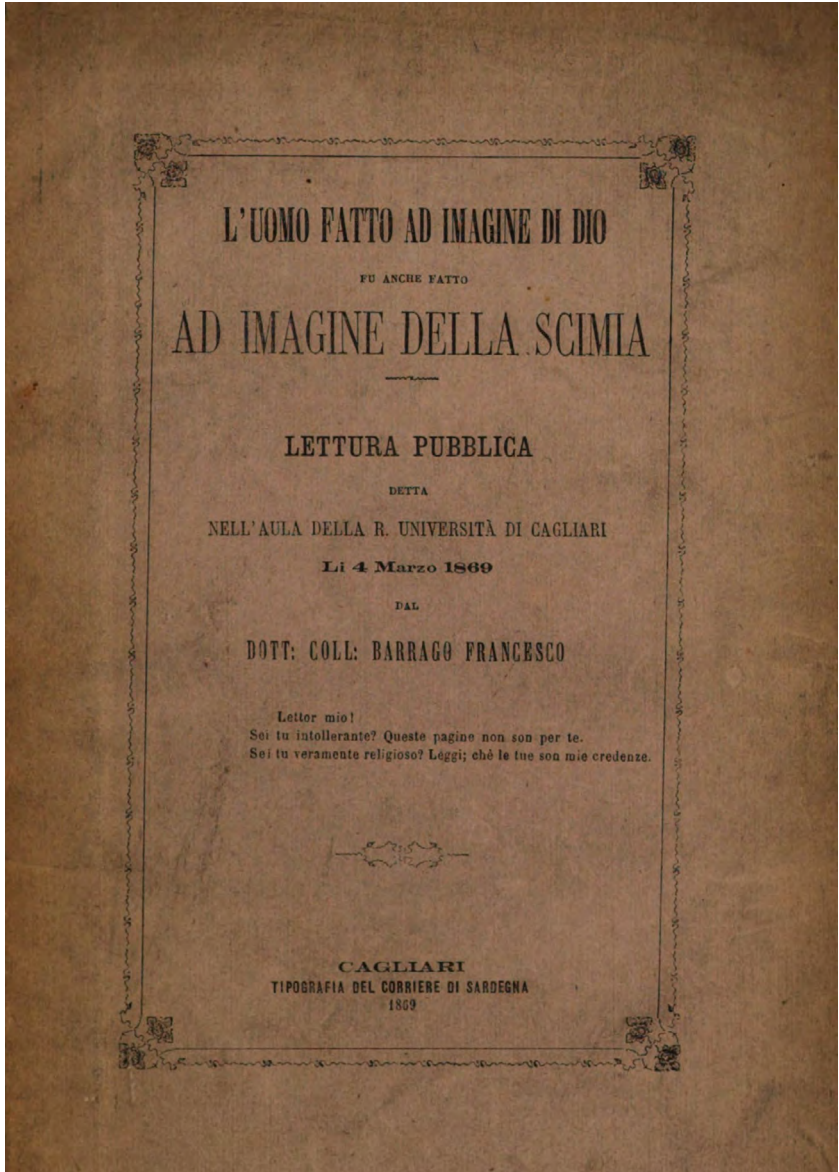 L'UOMO FATTO AD IMAGINE DI DIO
FU ANCHE FATTO
AD IMAGINE DELLA SCIMIA
LETTURA PUBBLICA
DETTA
NELL'AULA DELLA R. UNIVERSITÀ DI CAGLIARI
Li 4 Marzo 1869
DAL
DOTT: COLL: BARRAGO FRANCESCO
Lettor mio!
Sei tu intollerante? Queste pagine non son per te.
Sei tu veramente religioso? Leggi; ché le tue son mie credenze.
CAGLIARI
TIPOGRAFIA DEL CORRIERE DI SARDEGNA
1869